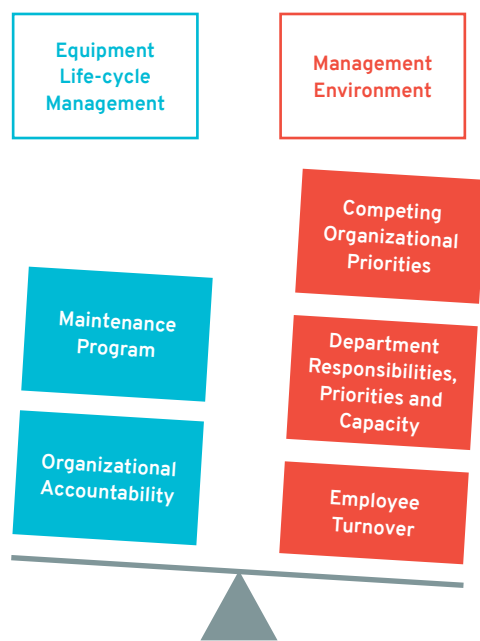 Equipment
Life-cycle
Management
Management
Environment
Competing
Organizational
Priorities
Maintenance
Program
Department
Responsibilities,
Priorities and
Capacity
Organizational
Accountability
Employee
Turnover